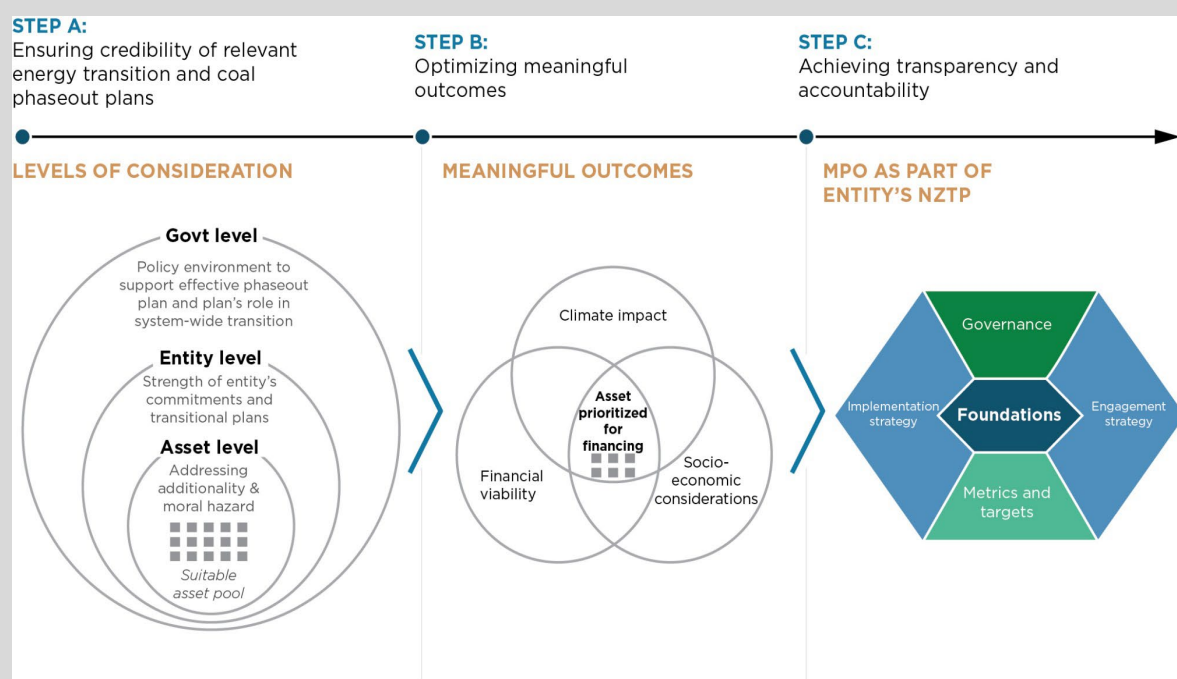 STEP A:
Ensuring credibility of relevant
energy transition and coal
phaseout plans
STEP B:
Optimizing meaningful
outcomes
STEP C:
Achieving transparency and
accountability
LEVELS OF CONSIDERATION
MEANINGFUL OUTCOMES
MPO AS PART OF
ENTITY'S NZTP
Govt level
Policy environment to
support effective phaseout
plan and plan's role in
system-wide transition
Entity level
Strength of entity's
commitments and
transitional plans
Asset level
Addressing
additionality &
moral hazard
Suitable
asset pool
Climate impact
Asset
prioritized
for
financing
Financial
viability
Socio-
economic
considerations
Governance
Implementation
strategy
Foundations
Engagement
strategy
Metrics and
targets